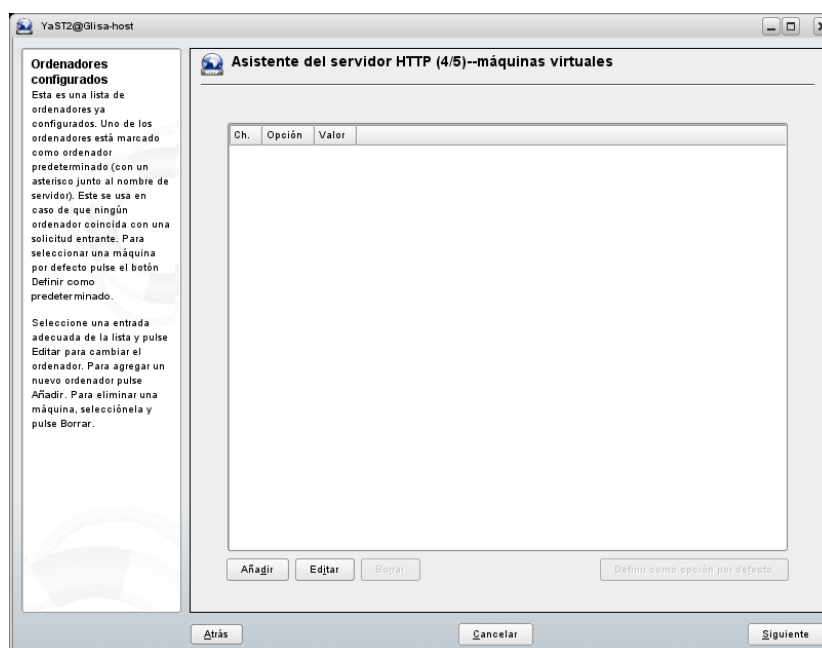 YaST2@Glisa-host
Ordenadores
configurados
Esta es una lista de
ordenadores ya
configurados. Uno de los
ordenadores está marcado
como ordenador
predeterminado (con un
asterisco junto al nombre de
servidor). Este se usa en
caso de que ningún
ordenador coincida con una
solicitud entrante. Para
seleccionar una máquina
por defecto pulse el botón
Definir como
predeterminado.
Seleccione una entrada
adecuada de la lista y pulse
Editar para cambiar el
ordenador. Para agregar un
nuevo ordenador pulse
Añadir. Para eliminar una
máquina, selecciónela y
pulse Borrar.
HTTP
Asistente del servidor HTTP (4/5)--máquinas virtuales
Ch. Opción Valor
Añadir Editar Borrar Definir como opción por defecto
Atrás Cancelar Siguiente